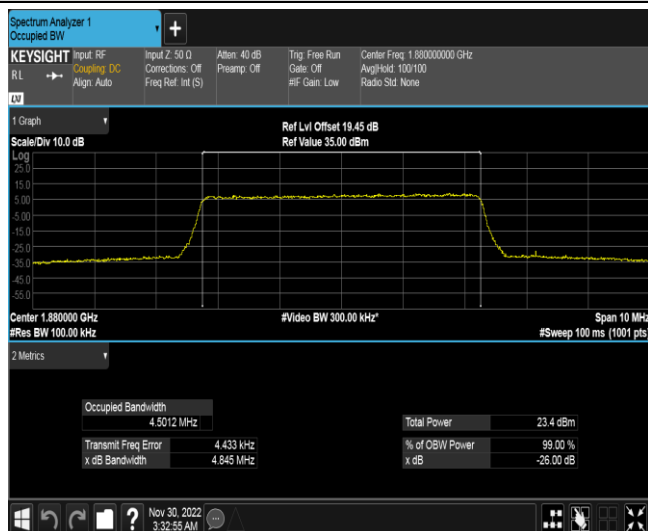 Spectrum Analyzer 1
Occupied BW
KEYSIGHT
RL
LXI
Input: RF
Coupling: DC
Align: Auto
Input Z: 50 Ω
Corrections: Off
Freq Ref: Int (S)
Atten: 40 dB
Preamp: Off
Trig: Free Run
Gate: Off
#IF Gain: Low
Center Freq: 1.880000000 GHz
Avg|Hold: 100/100
Radio Std: None
1 Graph
Scale/Div 10.0 dB
Ref Lvl Offset 19.45 dB
Ref Value 35.00 dBm
Log
25.0
15.0
5.00
-5.00
-15.0
-25.0
-35.0
-45.0
-55.0
Center 1.880000 GHz
#Res BW 100.00 kHz
#Video BW 300.00 kHz*
Span 10 MHz
#Sweep 100 ms (1001 pts)
2 Metrics
Occupied Bandwidth
4.5012 MHz
Transmit Freq Error 4.433 kHz
x dB Bandwidth 4.845 MHz
Total Power 23.4 dBm
% of OBW Power 99.00 %
x dB -26.00 dB
?
Nov 30, 2022
3:32:55 AM